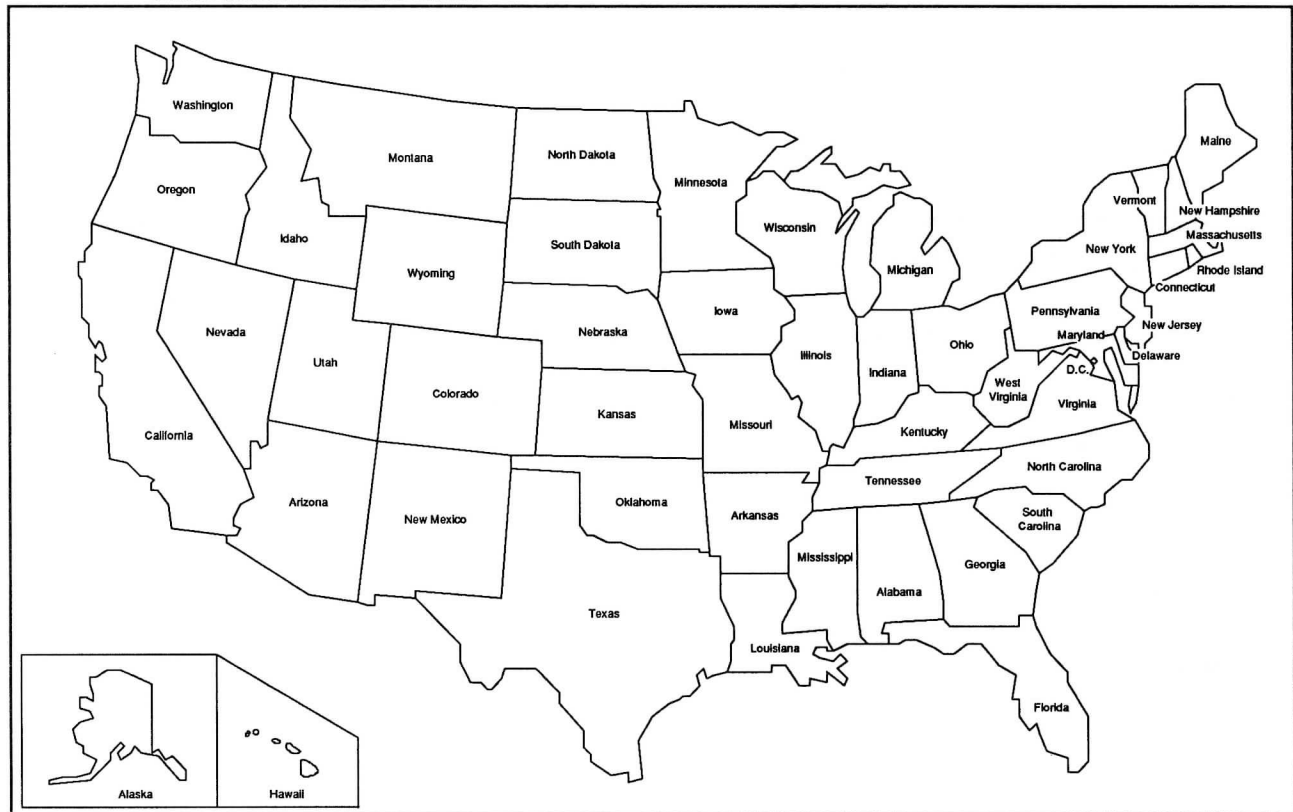 Washington
Montana
North Dakota
Minnesota
Maine
Oregon
Idaho
Wyoming
South Dakota
Wisconsin
Michigan
Vermont
New Hampshire
Massachusetts
New York
Rhode Island
Connecticut
Nevada
Utah
Colorado
Nebraska
Iowa
Illinois
Indiana
Ohio
Pennsylvania
New Jersey
Maryland
Delaware
D.C.
West
Virginia
Virginia
California
Kansas
Missouri
Kentucky
Arizona
New Mexico
Oklahoma
Arkansas
Tennessee
North Carolina
South
Carolina
Texas
Louisiana
Mississippi
Alabama
Georgia
Florida
Alaska
Hawaii